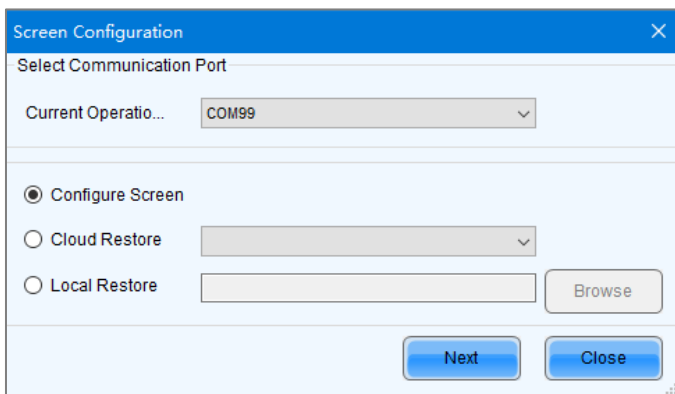 Screen Configuration
Select Communication Port
Current Operatio... COM99
Configure Screen
Cloud Restore
Local Restore Browse
Next Close